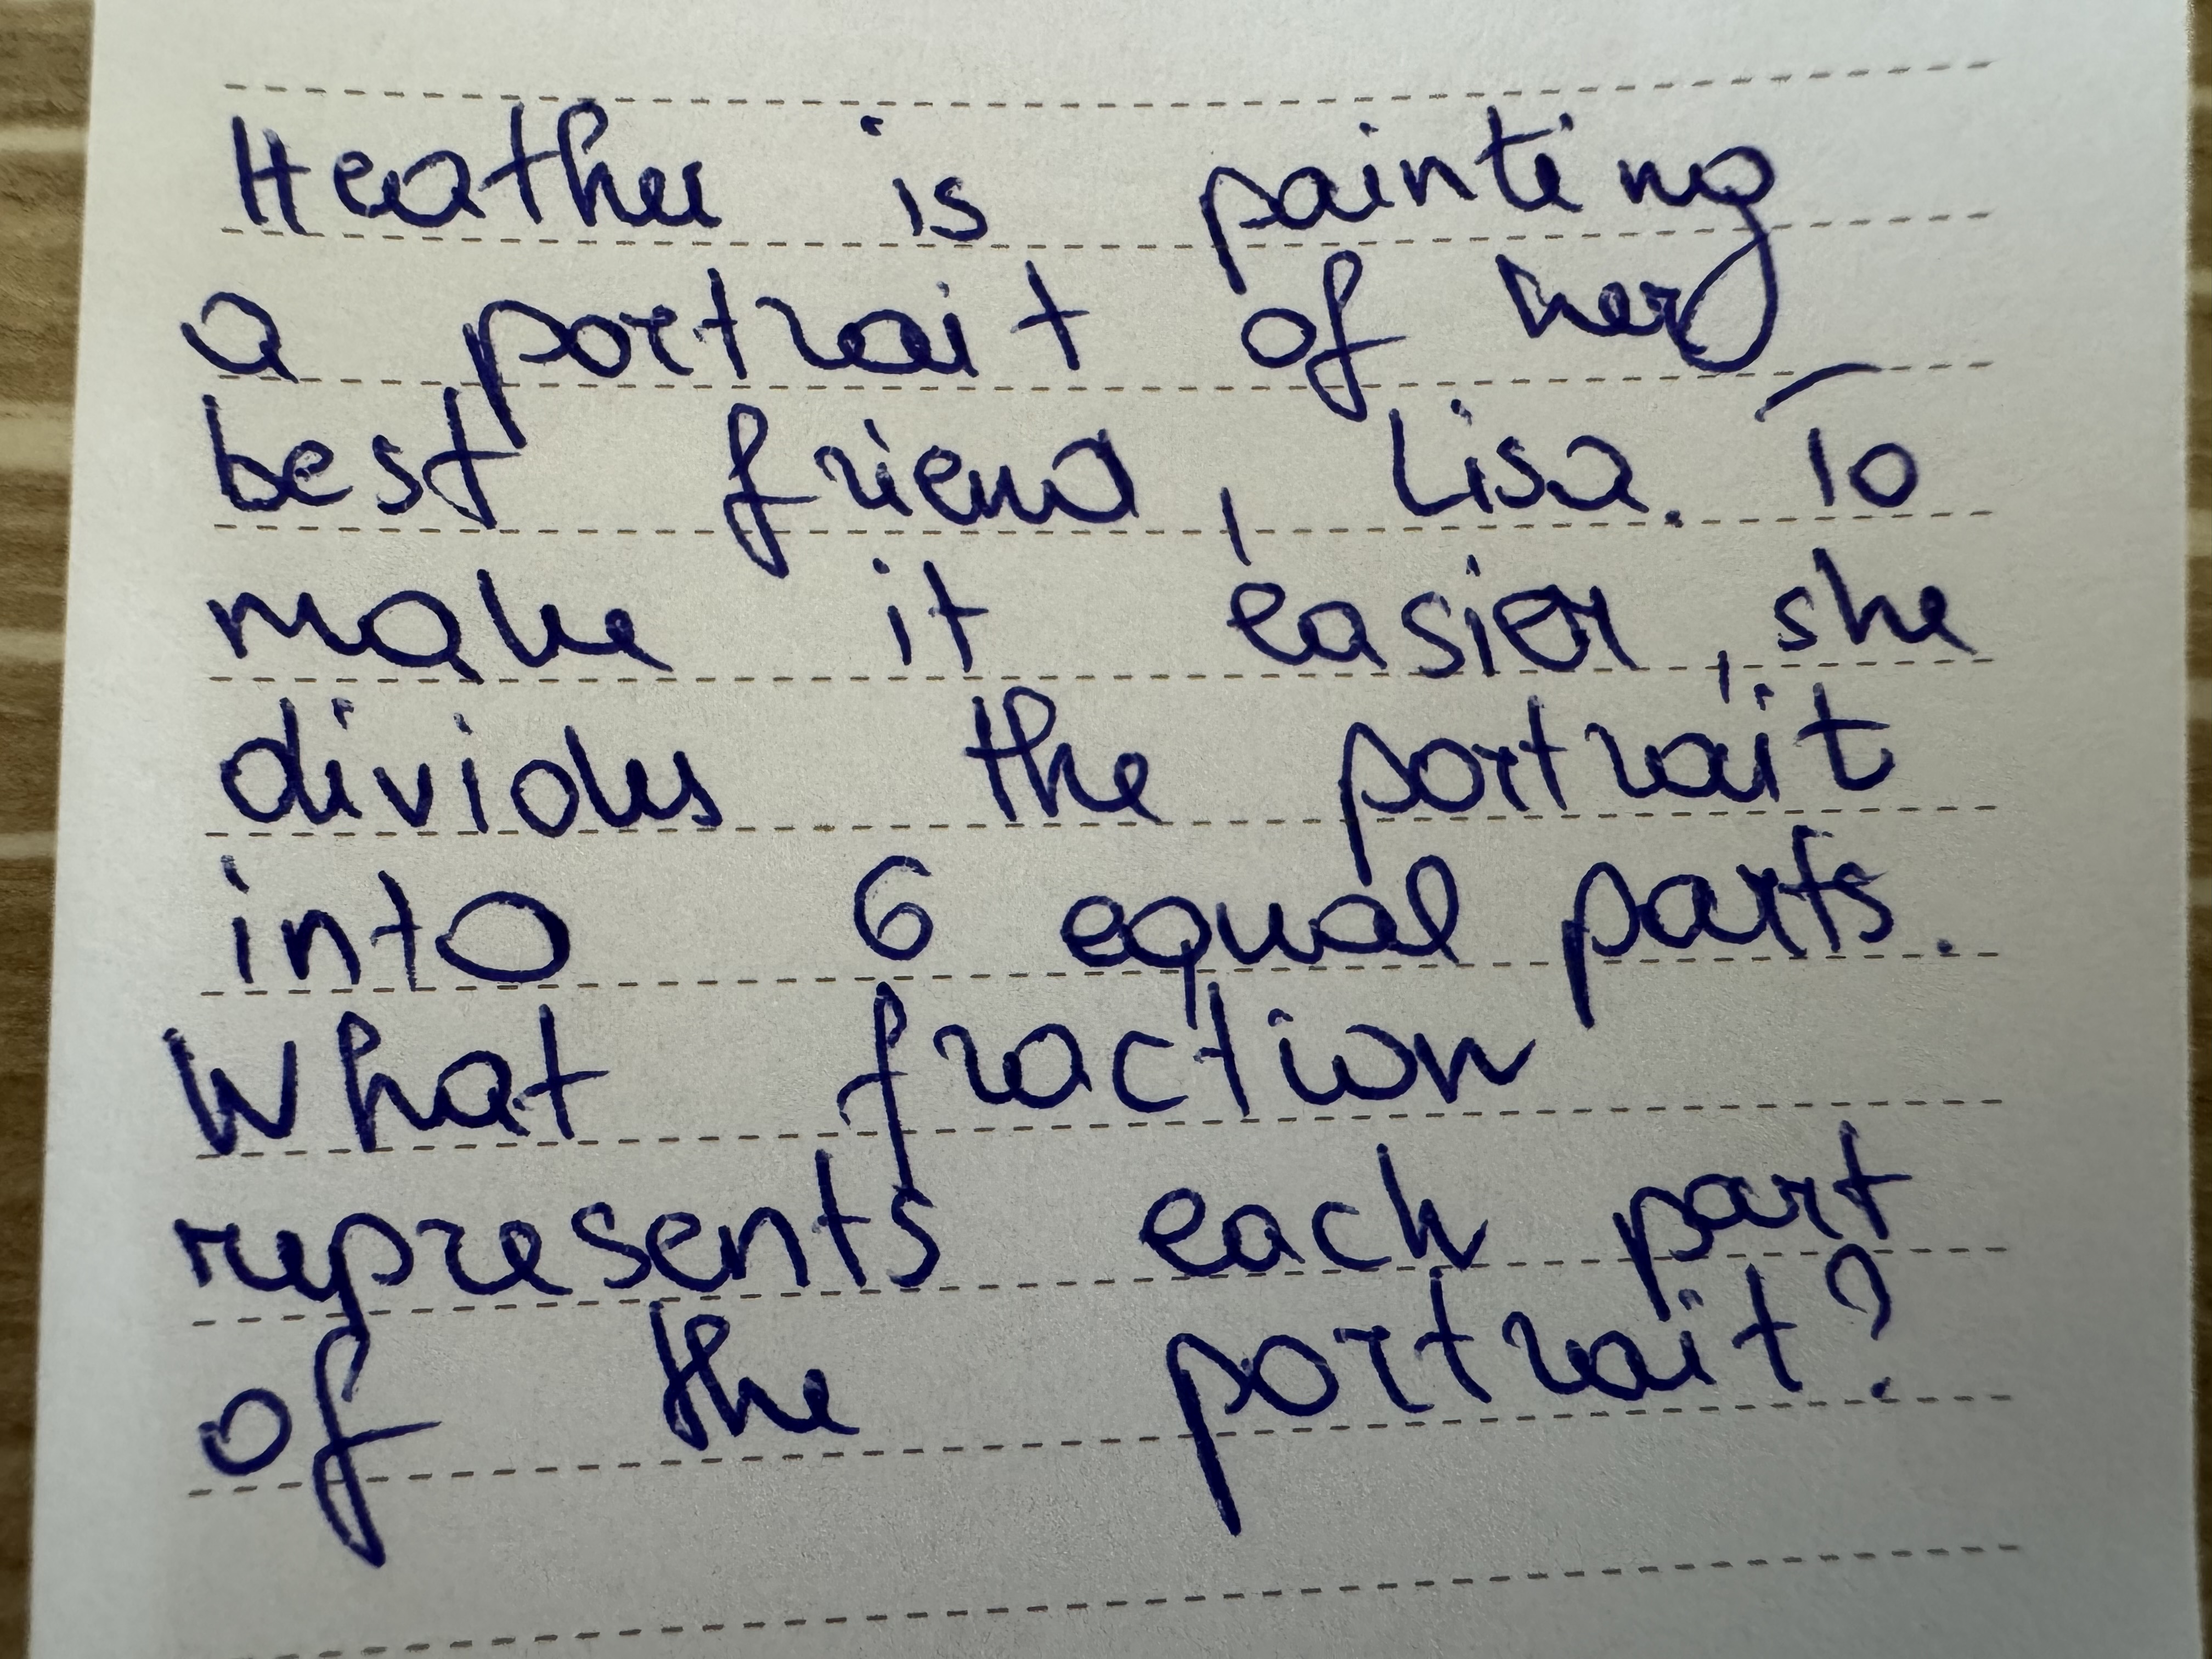 Heather is painting
a portrait of her
best friend, Lisa. To
make it easier, she
divides the portrait
into 6 equal parts.
What fraction
represents each part
of the portrait?